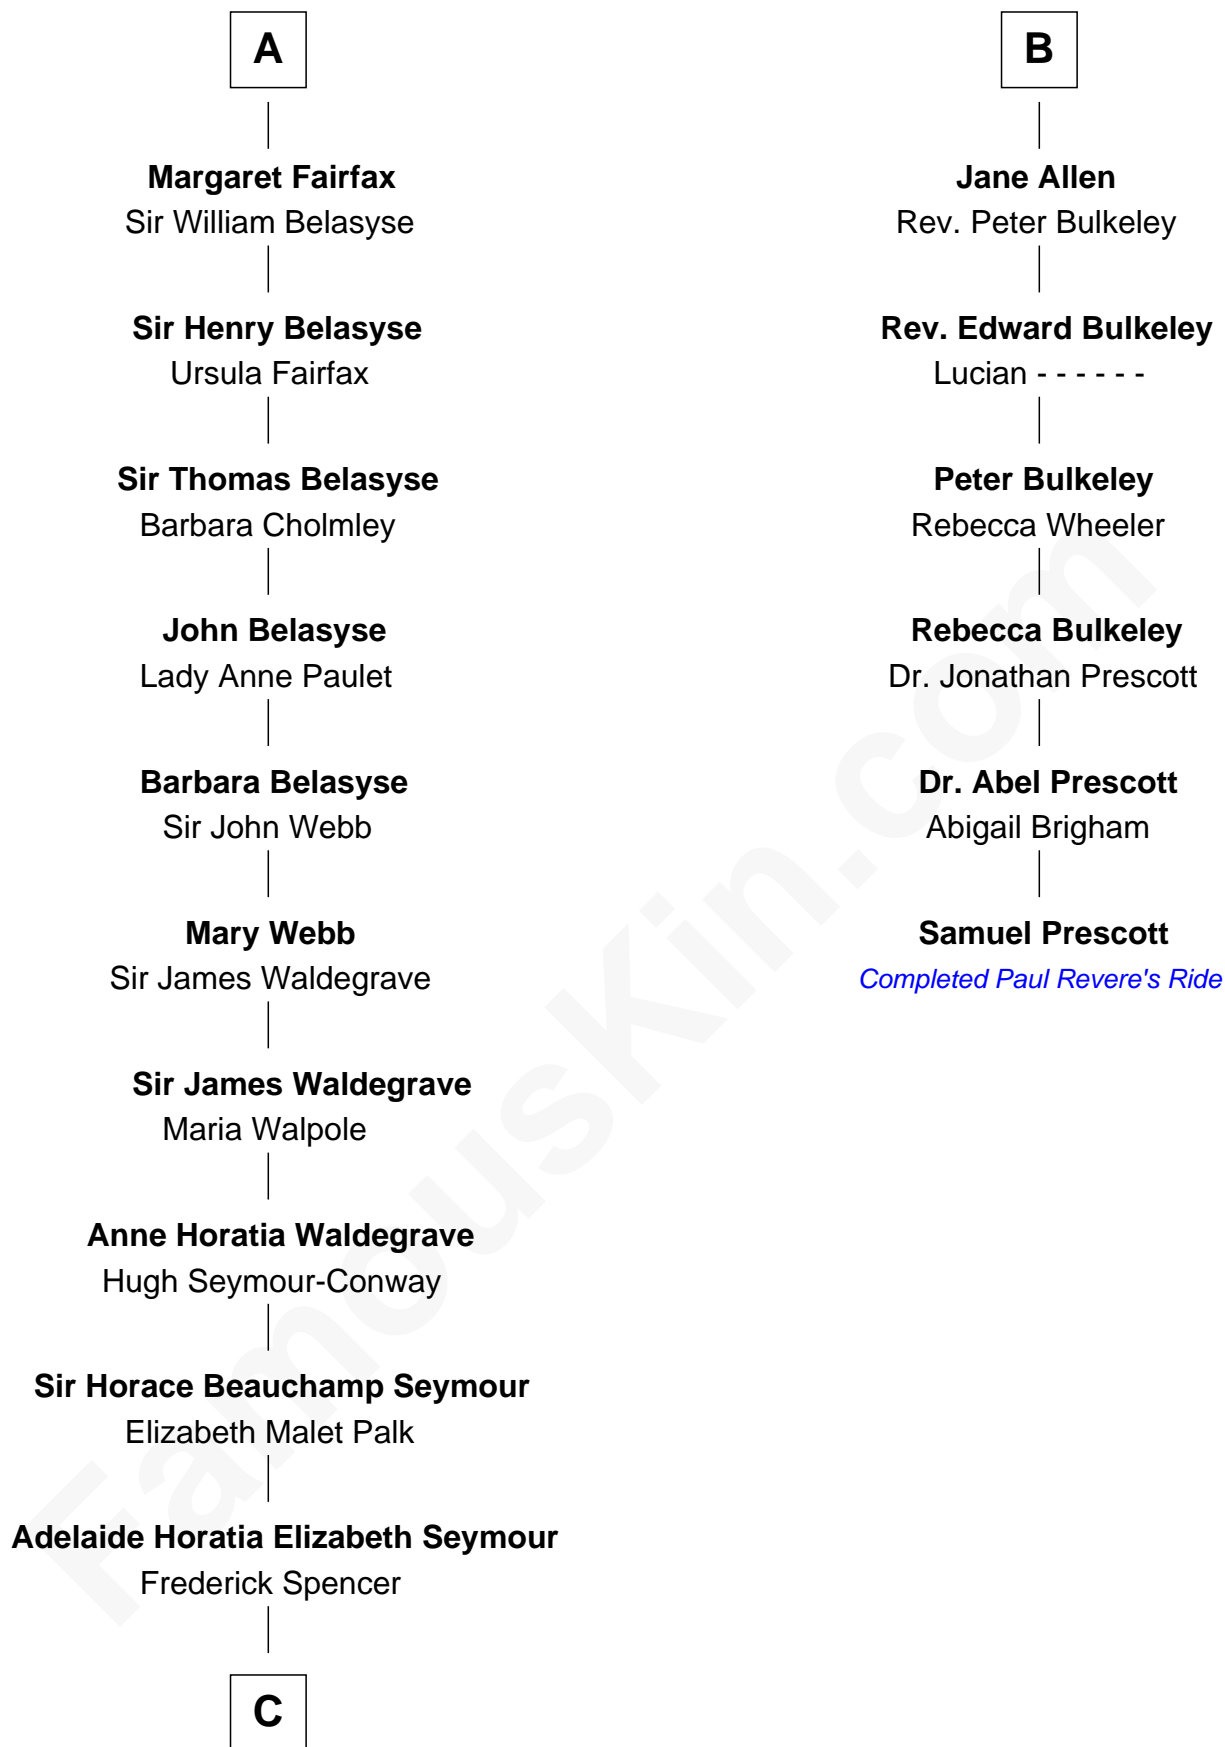 A
Margaret Fairfax
Sir William Belasyse
Sir Henry Belasyse
Ursula Fairfax
Sir Thomas Belasyse
Barbara Cholmley
John Belasyse
Lady Anne Paulet
Barbara Belasyse
Sir John Webb
Mary Webb
Sir James Waldegrave
Sir James Waldegrave
Maria Walpole
Anne Horatia Waldegrave
Hugh Seymour-Conway
Sir Horace Beauchamp Seymour
Elizabeth Malet Palk
Adelaide Horatia Elizabeth Seymour
Frederick Spencer
C
B
Jane Allen
Rev. Peter Bulkeley
Rev. Edward Bulkeley
Lucian - - - - - -
Peter Bulkeley
Rebecca Wheeler
Rebecca Bulkeley
Dr. Jonathan Prescott
Dr. Abel Prescott
Abigail Brigham
Samuel Prescott
Completed Paul Revere's Ride
FamousKin.com